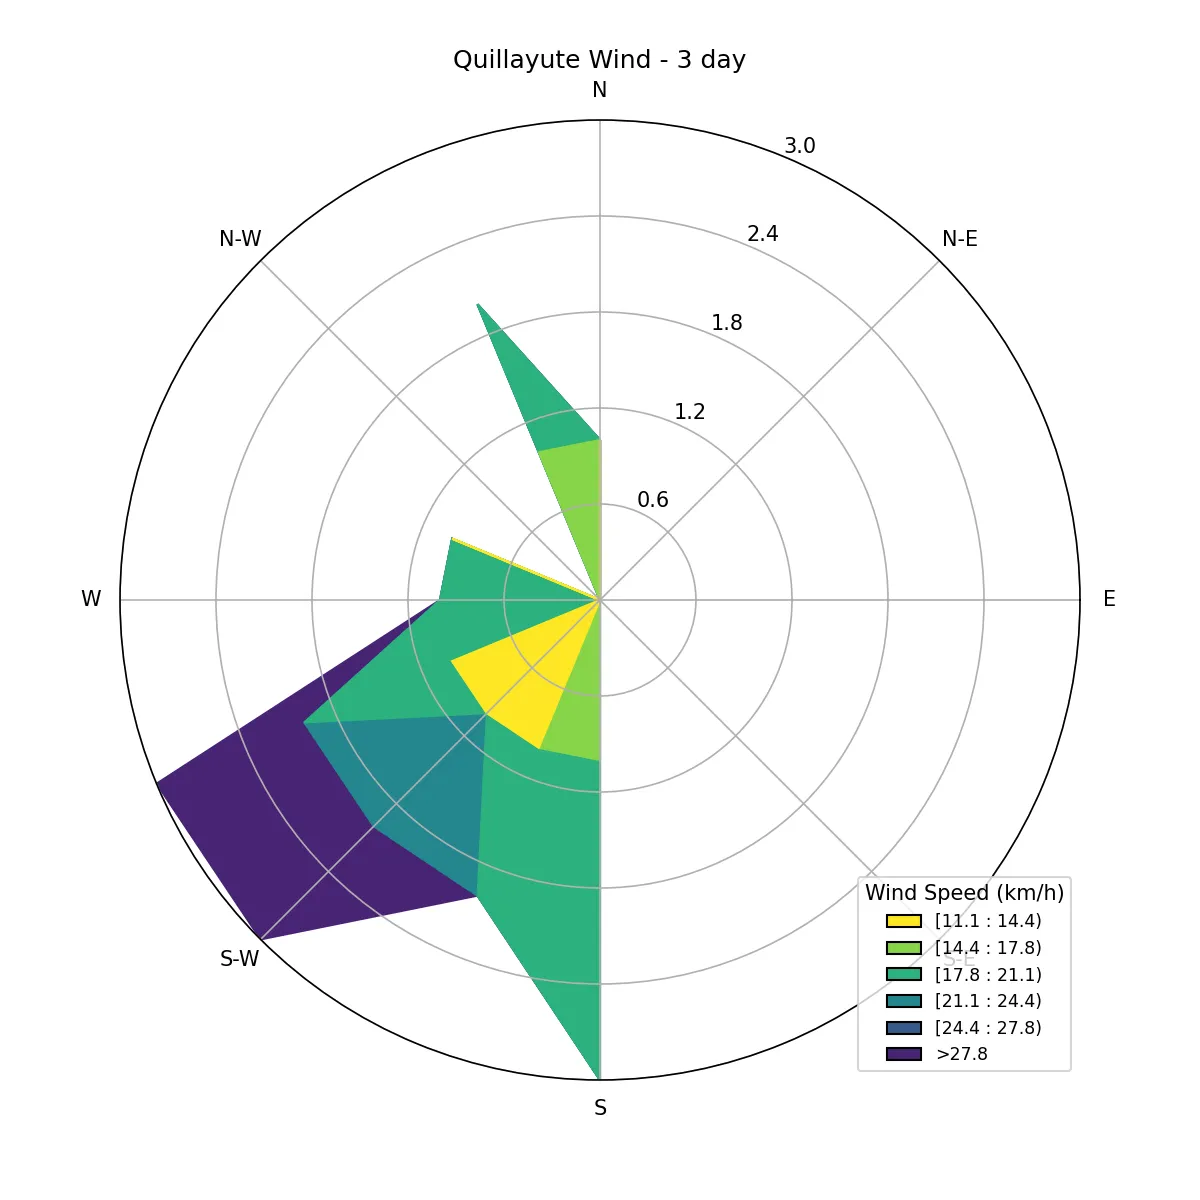 Quillayute Wind - 3 day
N
3.0
N-W
2.4
N-E
1.8
1.2
0.6
W
E
Wind Speed (km/h)
[11.1 : 14.4)
[14.4 : 17.8)
S-W
S-E
[17.8 : 21.1)
[21.1 : 24.4)
[24.4 : 27.8)
>27.8
S